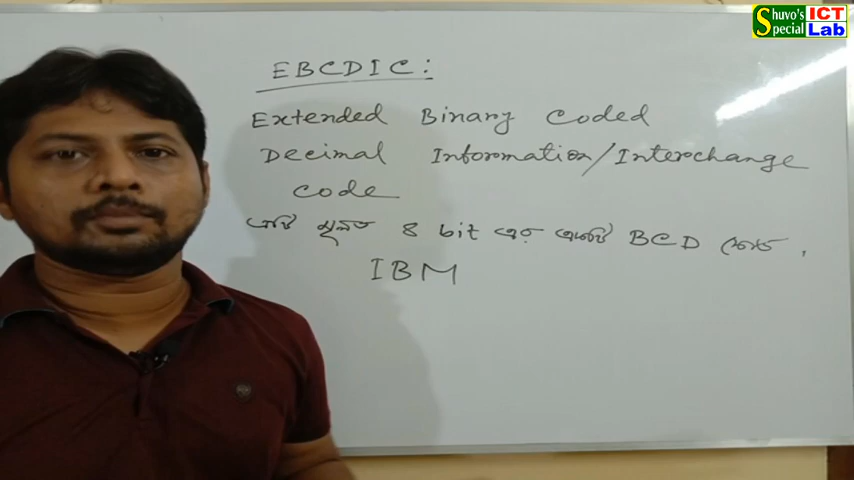 Shuvo's ICT
Special Lab
EBCDIC:
Extended Binary Coded
Decimal Information/Interchange
Code
এটি মূলত 8 bit এর একটি BCD কোড .
IBM